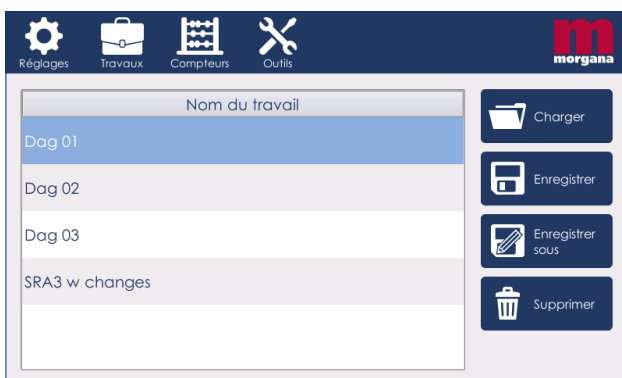 Réglages
Travaux
Compteurs
Outils
morgana
Nom du travail
Dag 01
Dag 02
Dag 03
SRA3 w changes
Charger
Enregistrer
Enregistrer
sous
Supprimer